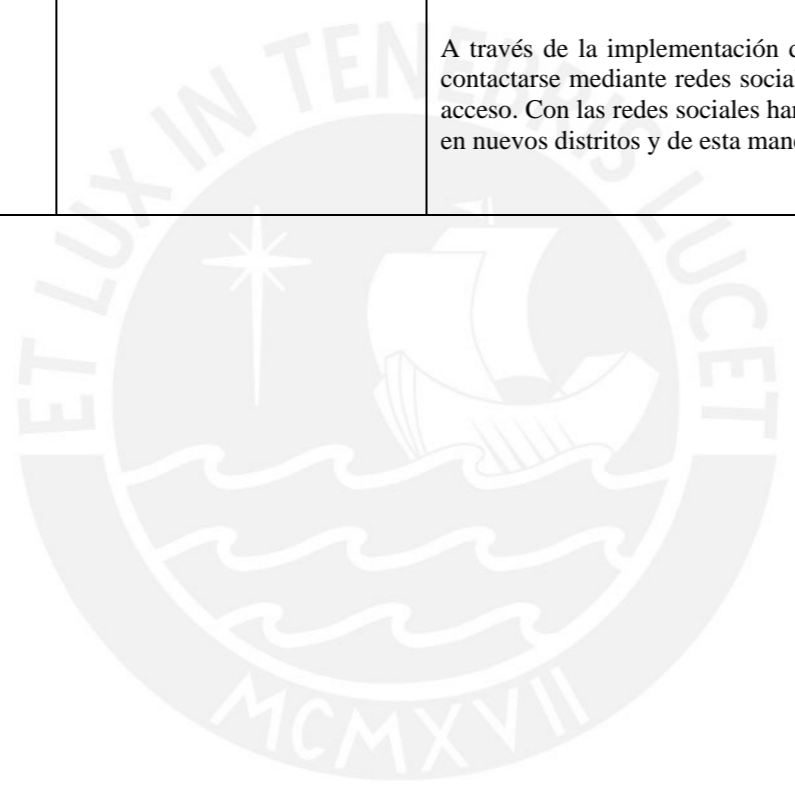 A través de la implementación
contactarse mediante redes
acceso. Con las redes sociales
en nuevos distritos y de esta
ET LUX IN TENEBRIS LUCET
MCMXVII